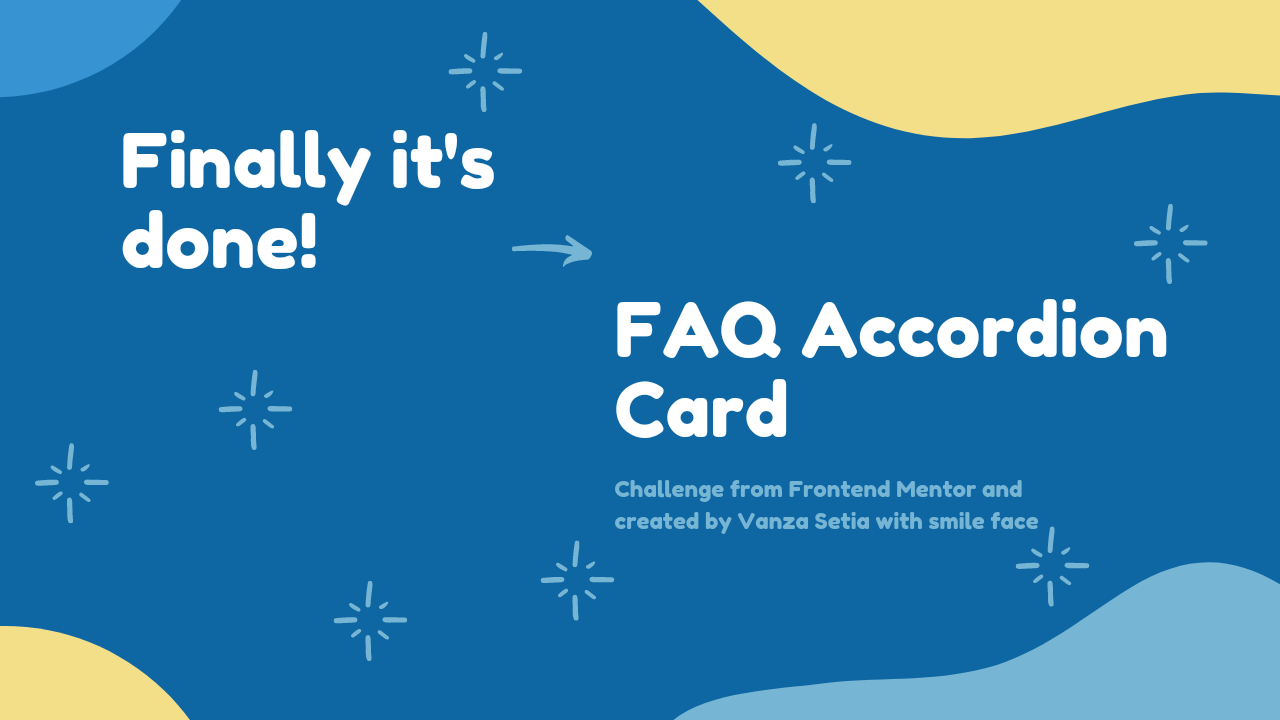 Finally it's
done!
FAQ Accordion
Card
Challenge from Frontend Mentor and
created by Vanza Setia with smile face